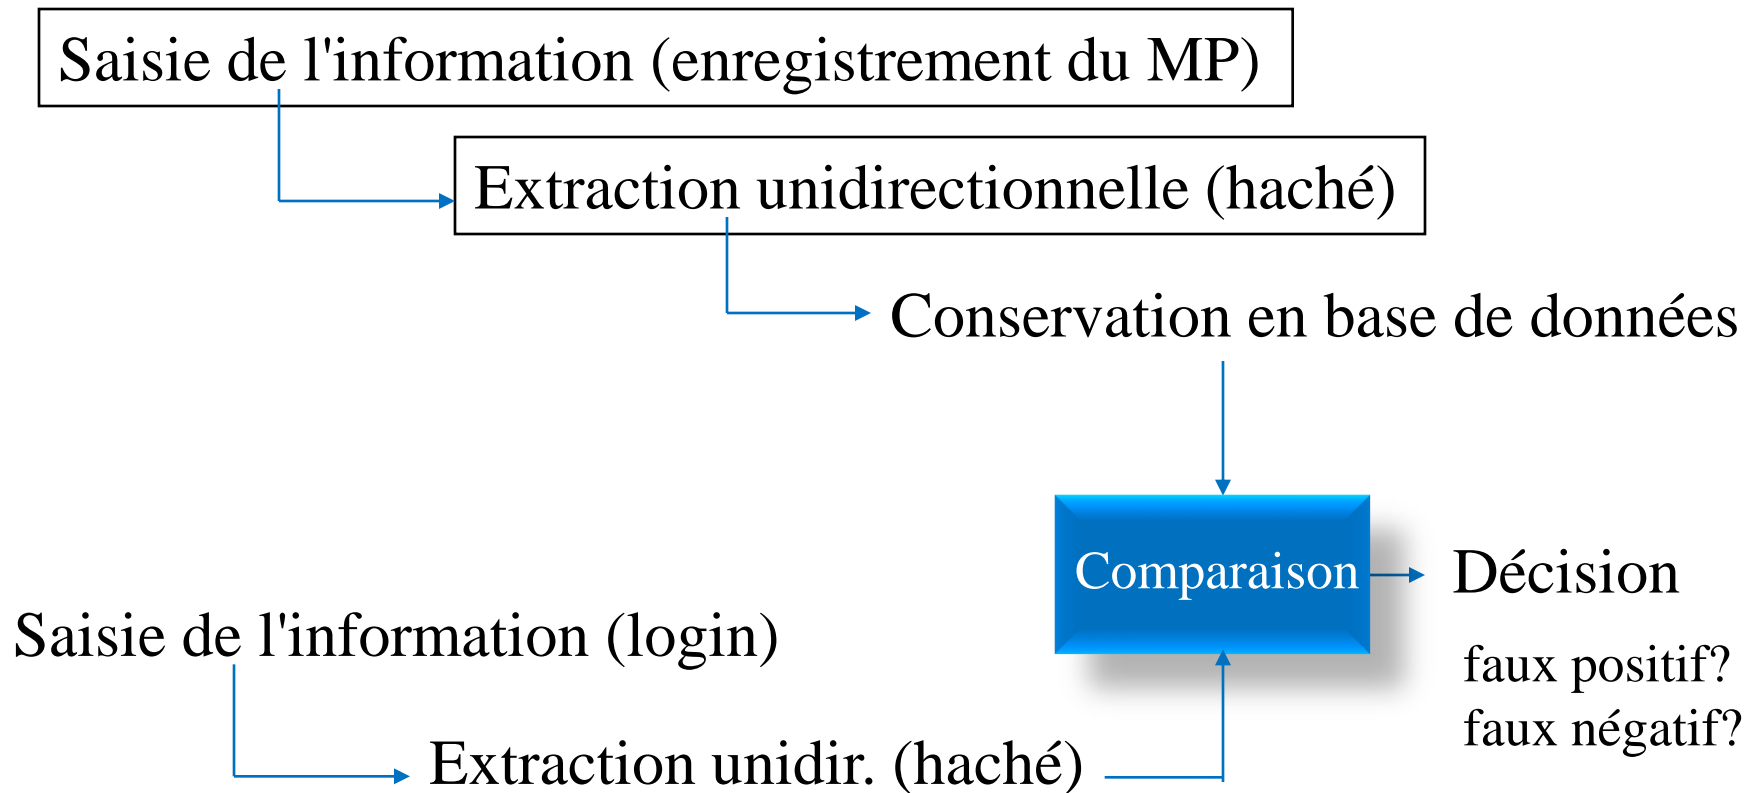 Saisie de l'information (enregistrement du MP)
Extraction unidirectionnelle (haché)
Conservation en base de données
Comparaison
Décision
Saisie de l'information (login)
faux positif?
faux négatif?
Extraction unidir. (haché)